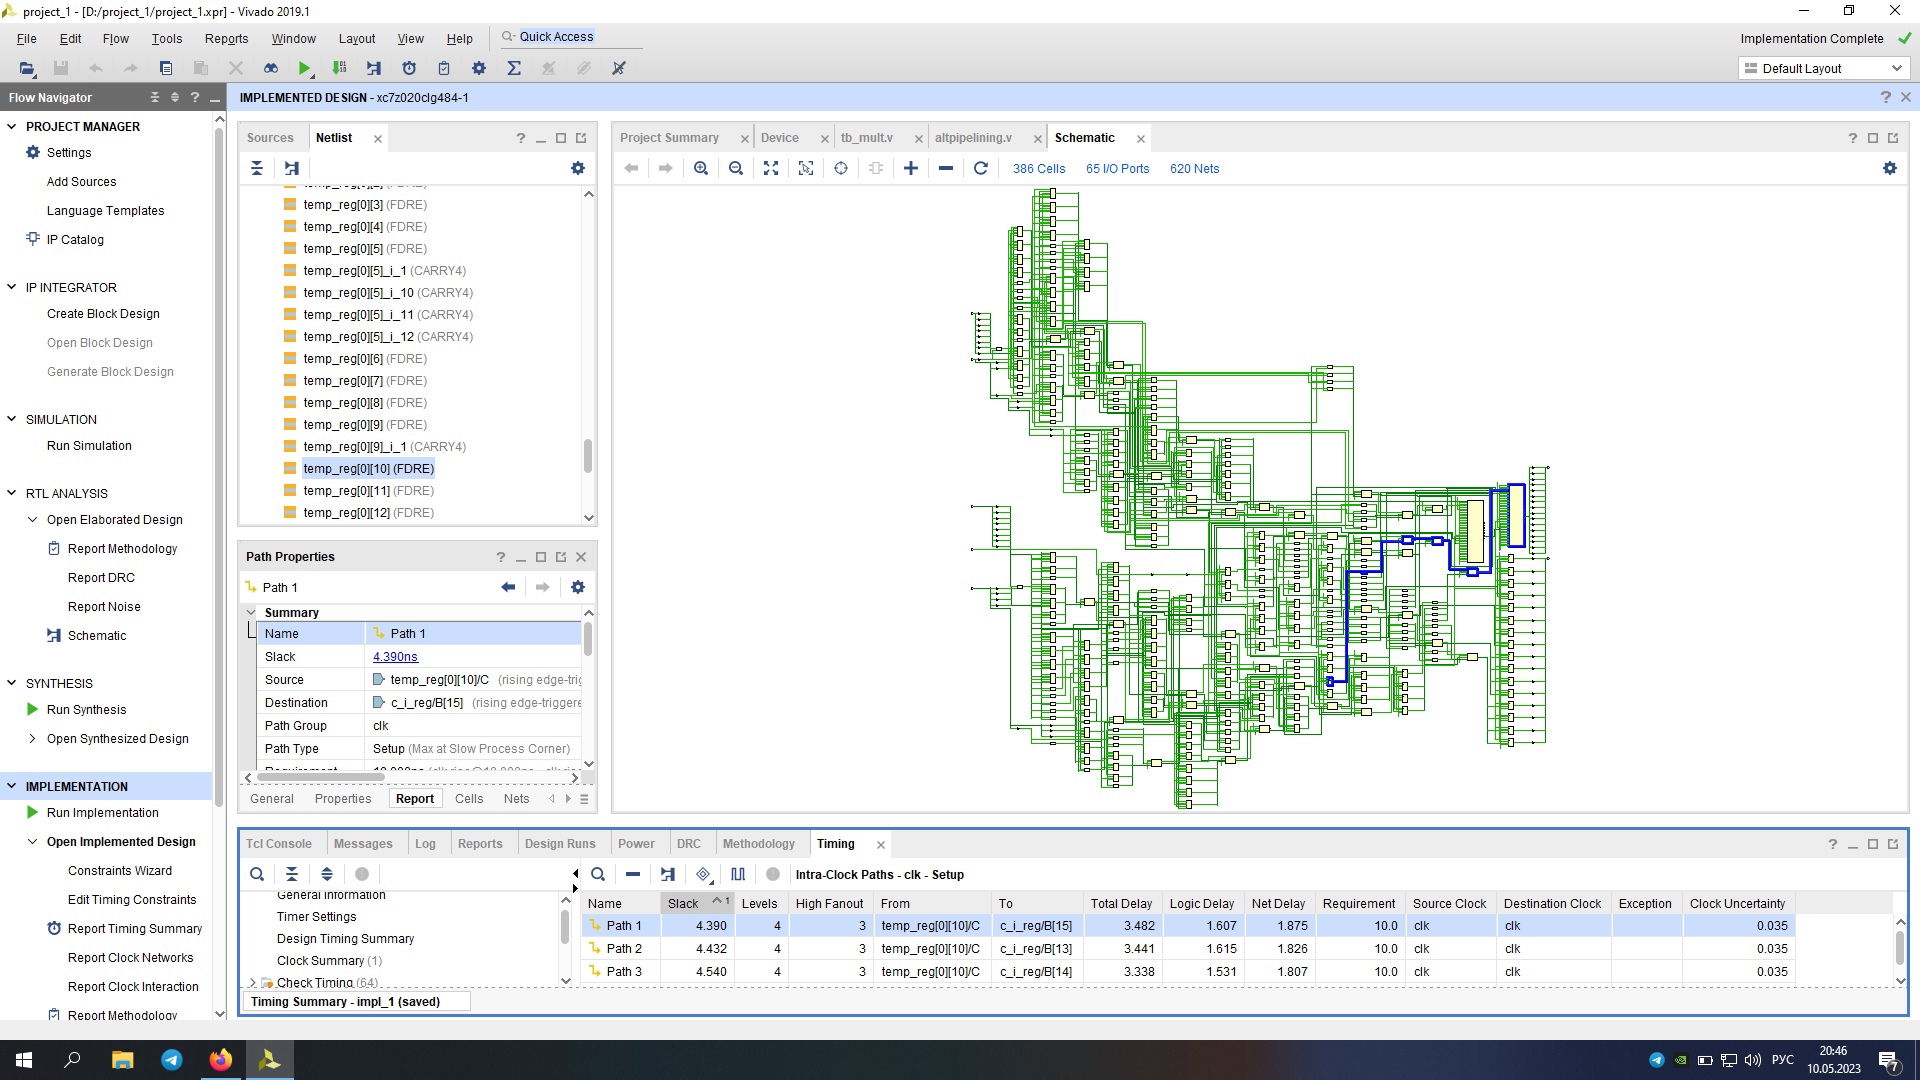 project_1 - [D:/project_1/project_1.xpr] - Vivado 2019.1
File Edit Flow Tools Reports Window Layout View Help Quick Access
Implementation Complete
Default Layout
Flow Navigator
IMPLEMENTED DESIGN - xc7z020clg484-1
PROJECT MANAGER
Settings
Add Sources
Language Templates
IP Catalog
IP INTEGRATOR
Create Block Design
Open Block Design
Generate Block Design
SIMULATION
Run Simulation
RTL ANALYSIS
Open Elaborated Design
Report Methodology
Report DRC
Report Noise
Schematic
SYNTHESIS
Run Synthesis
Open Synthesized Design
IMPLEMENTATION
Run Implementation
Open Implemented Design
Constraints Wizard
Edit Timing Constraints
Report Timing Summary
Report Clock Networks
Report Clock Interaction
Report Methodology
Sources Netlist
temp_reg[0][3] (FDRE)
temp_reg[0][4] (FDRE)
temp_reg[0][5] (FDRE)
temp_reg[0][5]_i_1 (CARRY4)
temp_reg[0][5]_i_10 (CARRY4)
temp_reg[0][5]_i_11 (CARRY4)
temp_reg[0][5]_i_12 (CARRY4)
temp_reg[0][6] (FDRE)
temp_reg[0][7] (FDRE)
temp_reg[0][8] (FDRE)
temp_reg[0][9] (FDRE)
temp_reg[0][9]_i_1 (CARRY4)
temp_reg[0][10] (FDRE)
temp_reg[0][11] (FDRE)
temp_reg[0][12] (FDRE)
Path Properties
Path 1
Summary
Name Path 1
Slack 4.390ns
Source temp_reg[0][10]/C (rising edge-trig
Destination c_i_reg/B[15] (rising edge-triggere
Path Group clk
Path Type Setup (Max at Slow Process Corner)
General Properties Report Cells Nets
Project Summary Device tb_mult.v altpipelining.v Schematic
386 Cells 65 I/O Ports 620 Nets
Tcl Console Messages Log Reports Design Runs Power DRC Methodology Timing
General Information
Timer Settings
Design Timing Summary
Clock Summary (1)
Check Timing (64)
Timing Summary - impl_1 (saved)
Intra-Clock Paths - clk - Setup
Name Slack ^1 Levels High Fanout From To Total Delay Logic Delay Net Delay Requirement Source Clock Destination Clock Exception Clock Uncertainty
Path 1 4.390 4 3 temp_reg[0][10]/C c_i_reg/B[15] 3.482 1.607 1.875 10.0 clk clk 0.035
Path 2 4.432 4 3 temp_reg[0][10]/C c_i_reg/B[13] 3.441 1.615 1.826 10.0 clk clk 0.035
Path 3 4.540 4 3 temp_reg[0][10]/C c_i_reg/B[14] 3.338 1.531 1.807 10.0 clk clk 0.035
РУС
20:46
10.05.2023
7